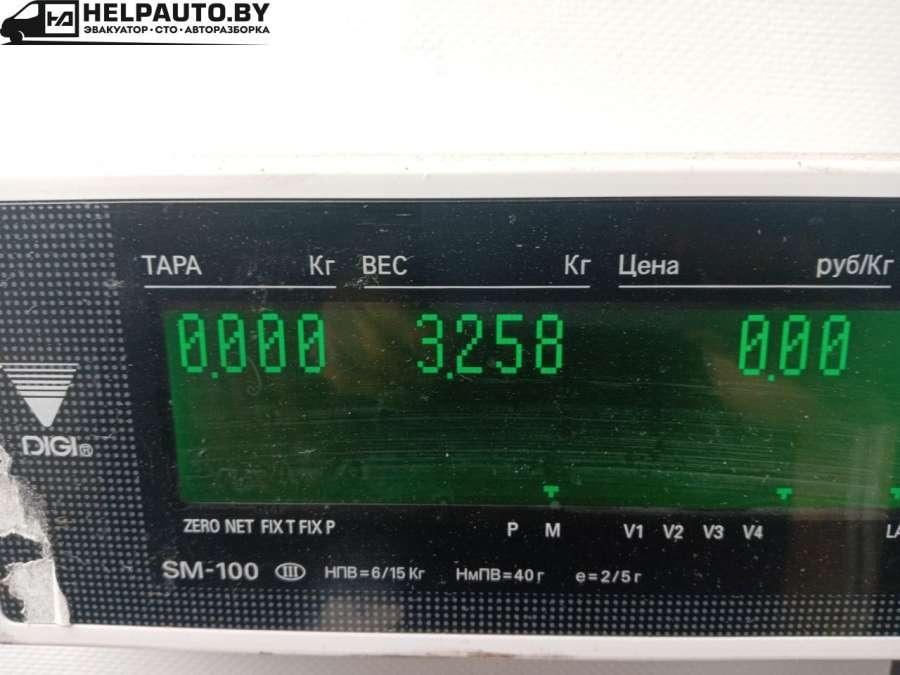 HELPAUTO.BY
ЭВАКУАТОР • СТО • АВТОРАЗБОРКА
ТАРА Кг ВЕС Кг Цена руб/Кг
0.000 3.258 0.00
DIGI®
ZERO NET FIX T FIX P P M V1 V2 V3 V4
SM-100 III НПВ=6/15 Кг НмПВ=40 г e=2/5 г